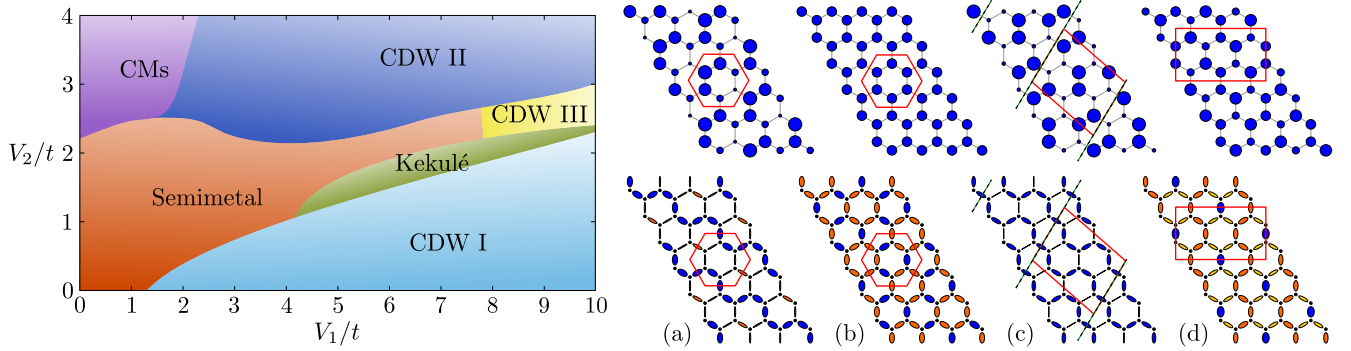 4
3
2
1
0
V₂/t
CMs
CDW II
CDW III
Kekulé
Semimetal
CDW I
0 1 2 3 4 5 6 7 8 9 10
V₁/t
(a) (b) (c) (d)